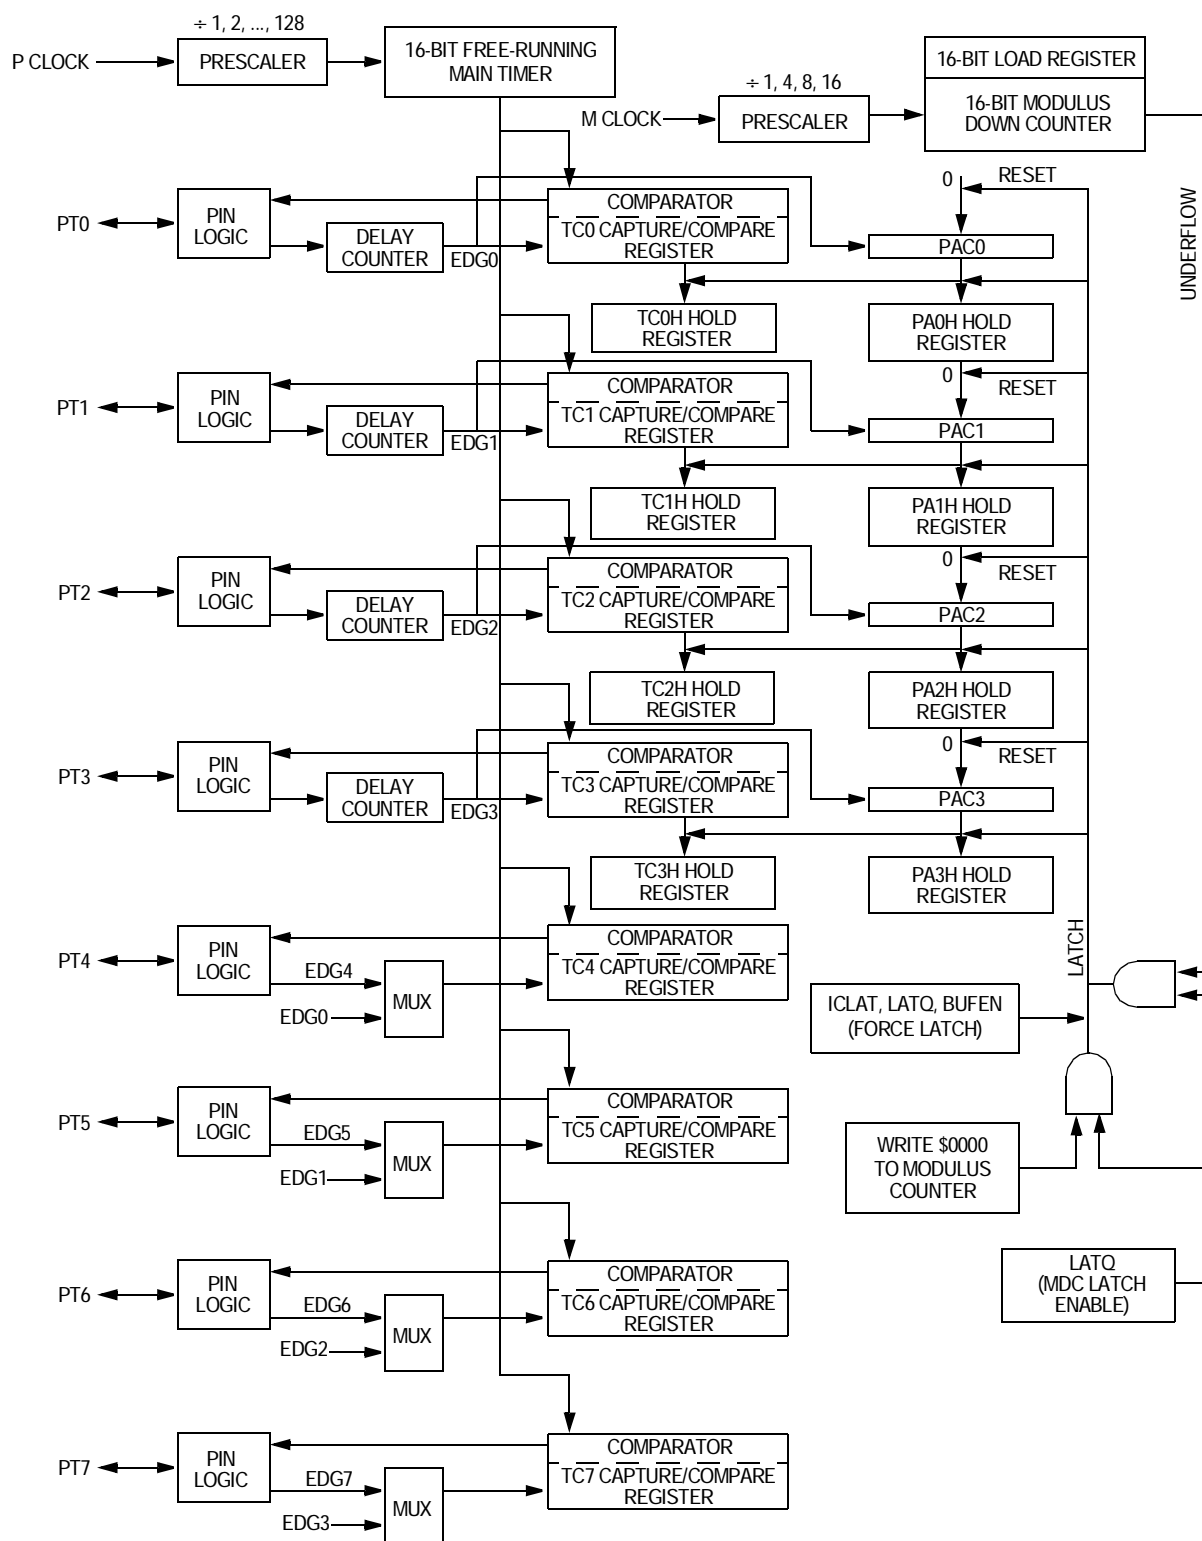 ÷ 1, 2, ..., 128
P CLOCK
PRESCALER
16-BIT FREE-RUNNING
MAIN TIMER
÷ 1, 4, 8, 16
M CLOCK
PRESCALER
16-BIT LOAD REGISTER
16-BIT MODULUS
DOWN COUNTER
UNDERFLOW
0
RESET
PT0
PIN
LOGIC
DELAY
COUNTER
EDG0
COMPARATOR
TC0 CAPTURE/COMPARE
REGISTER
PAC0
TC0H HOLD
REGISTER
PA0H HOLD
REGISTER
0
RESET
PT1
PIN
LOGIC
DELAY
COUNTER
EDG1
COMPARATOR
TC1 CAPTURE/COMPARE
REGISTER
PAC1
TC1H HOLD
REGISTER
PA1H HOLD
REGISTER
0
RESET
PT2
PIN
LOGIC
DELAY
COUNTER
EDG2
COMPARATOR
TC2 CAPTURE/COMPARE
REGISTER
PAC2
TC2H HOLD
REGISTER
PA2H HOLD
REGISTER
0
RESET
PT3
PIN
LOGIC
DELAY
COUNTER
EDG3
COMPARATOR
TC3 CAPTURE/COMPARE
REGISTER
PAC3
TC3H HOLD
REGISTER
PA3H HOLD
REGISTER
LATCH
PT4
PIN
LOGIC
EDG4
EDG0
MUX
COMPARATOR
TC4 CAPTURE/COMPARE
REGISTER
ICLAT, LATQ, BUFEN
(FORCE LATCH)
PT5
PIN
LOGIC
EDG5
EDG1
MUX
COMPARATOR
TC5 CAPTURE/COMPARE
REGISTER
WRITE $0000
TO MODULUS
COUNTER
PT6
PIN
LOGIC
EDG6
EDG2
MUX
COMPARATOR
TC6 CAPTURE/COMPARE
REGISTER
LATQ
(MDC LATCH
ENABLE)
PT7
PIN
LOGIC
EDG7
EDG3
MUX
COMPARATOR
TC7 CAPTURE/COMPARE
REGISTER